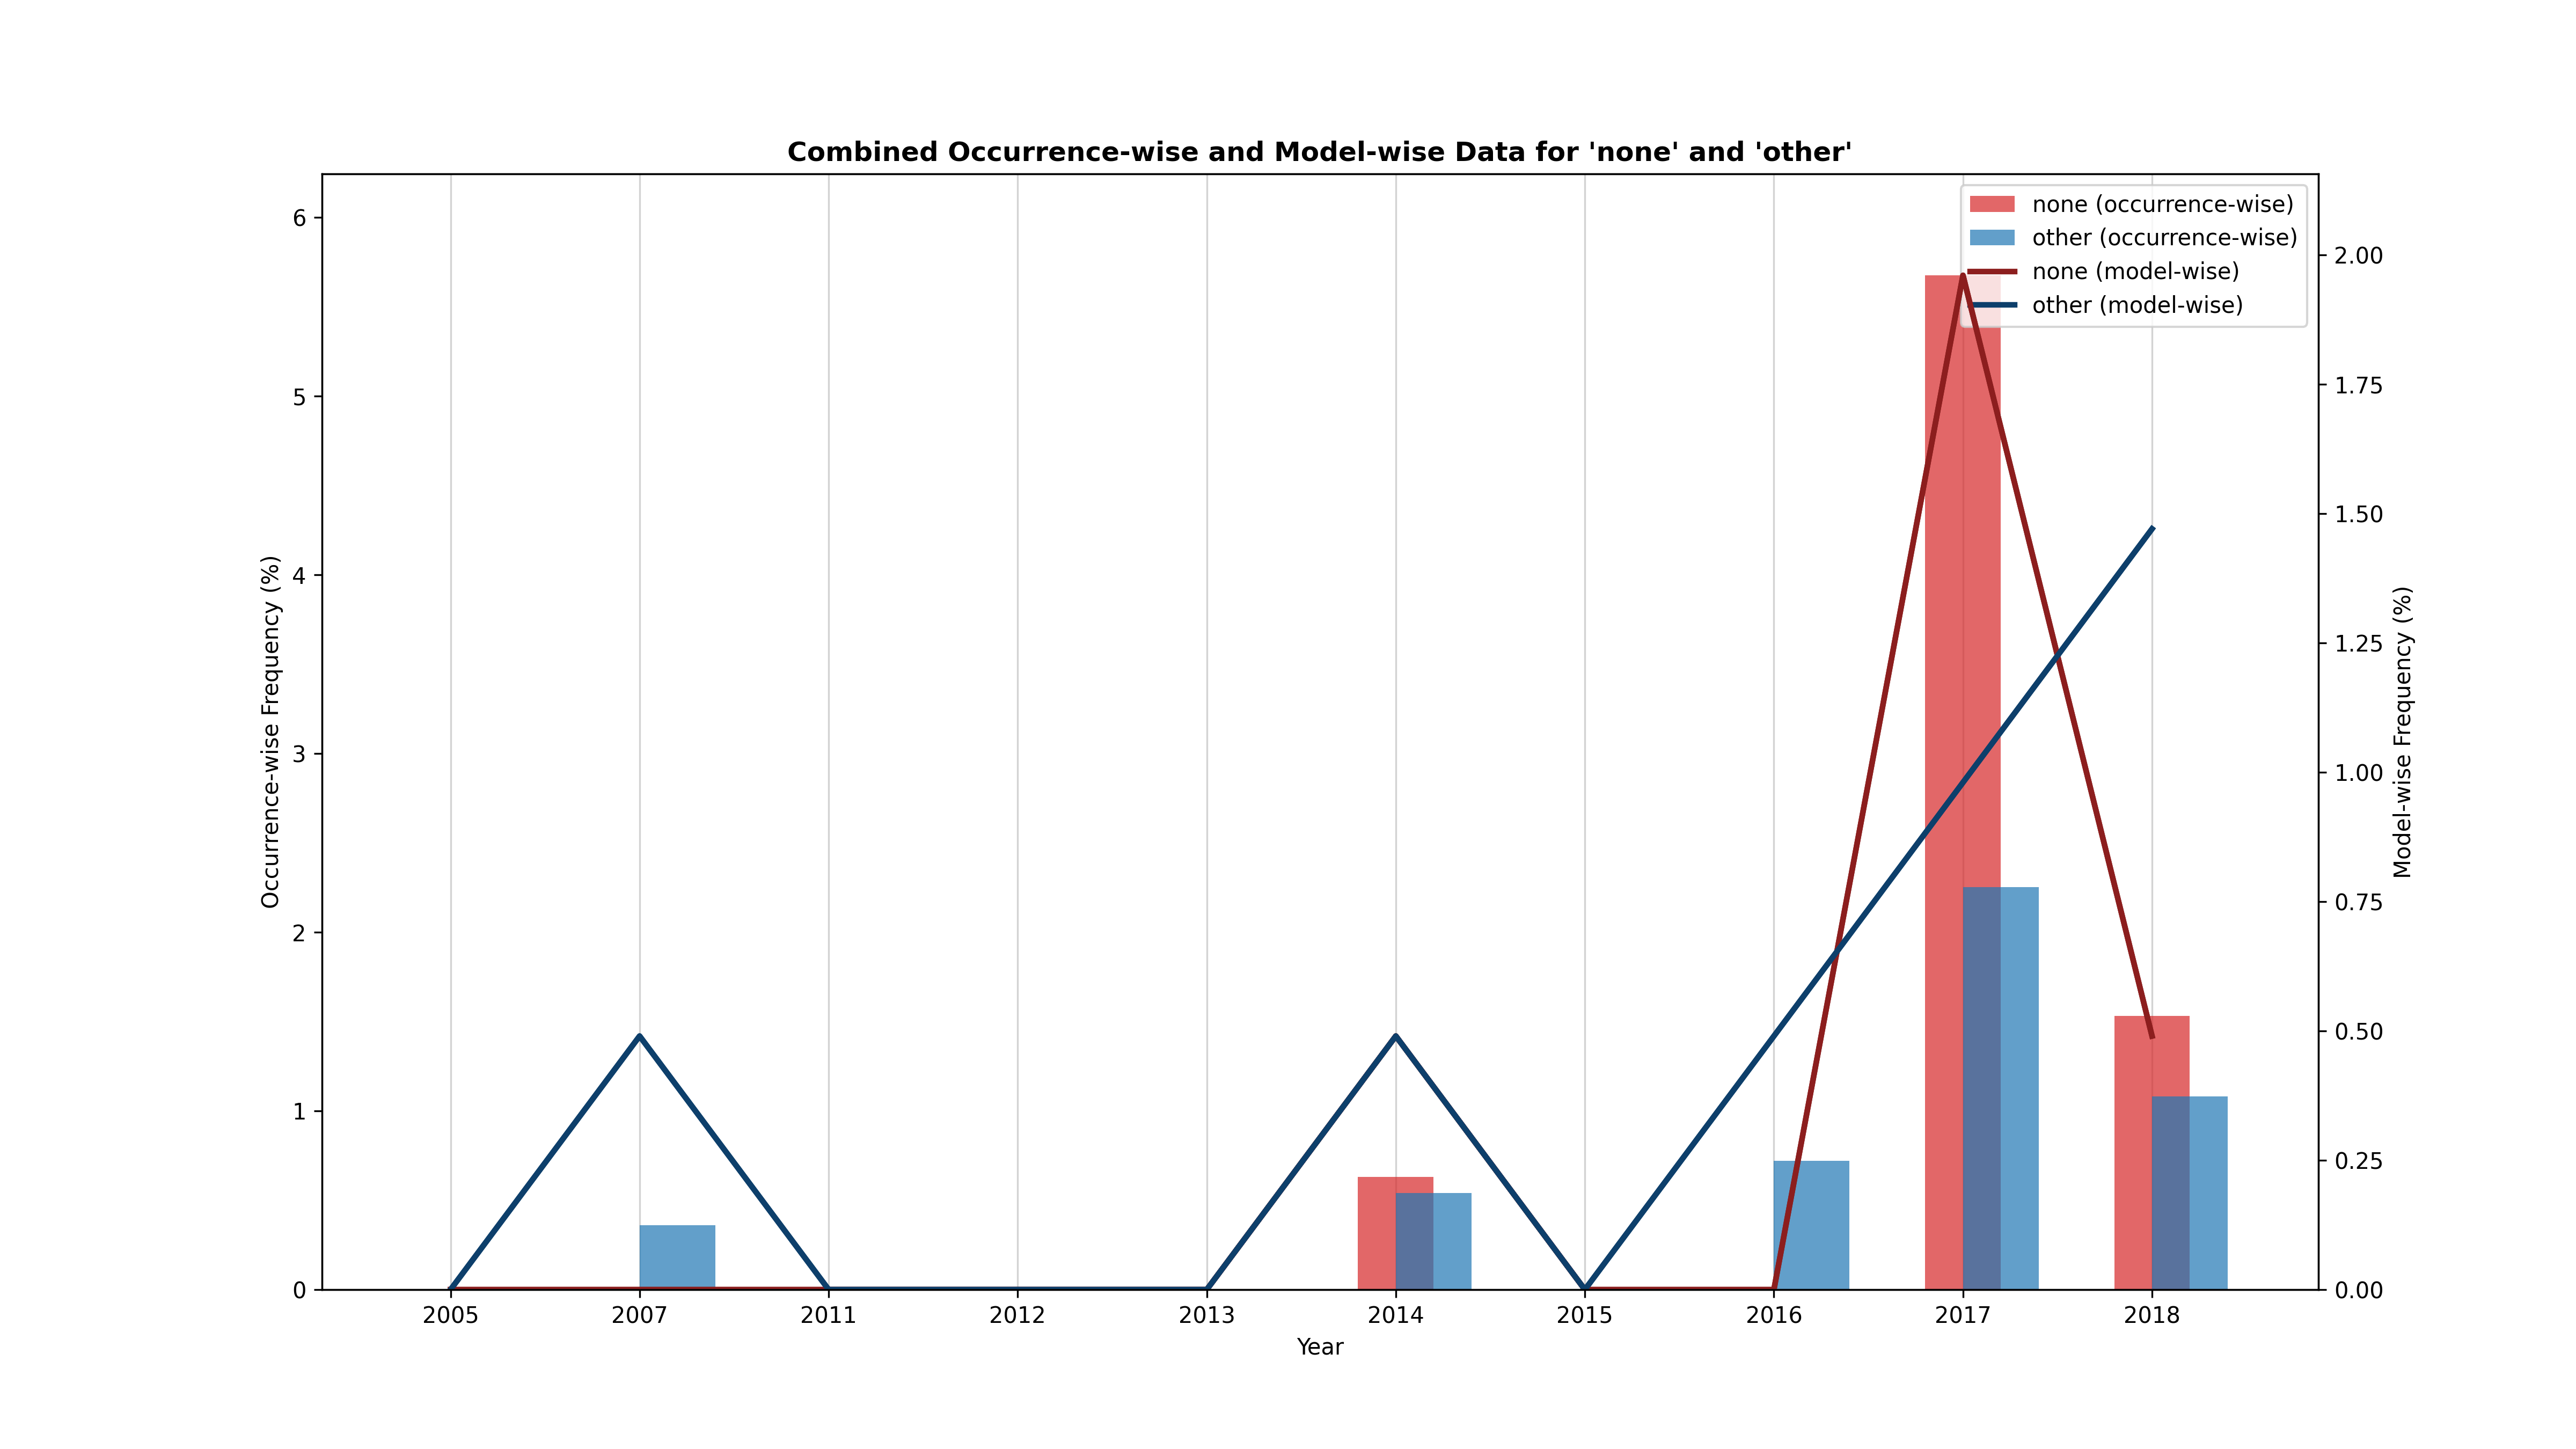 Combined Occurrence-wise and Model-wise Data for 'none' and 'other'
none (occurrence-wise)
other (occurrence-wise)
none (model-wise)
other (model-wise)
Occurrence-wise Frequency (%)
6
5
4
3
2
1
0
2.00
1.75
1.50
1.25
1.00
0.75
0.50
0.25
0.00
Model-wise Frequency (%)
2005 2007 2011 2012 2013 2014 2015 2016 2017 2018
Year